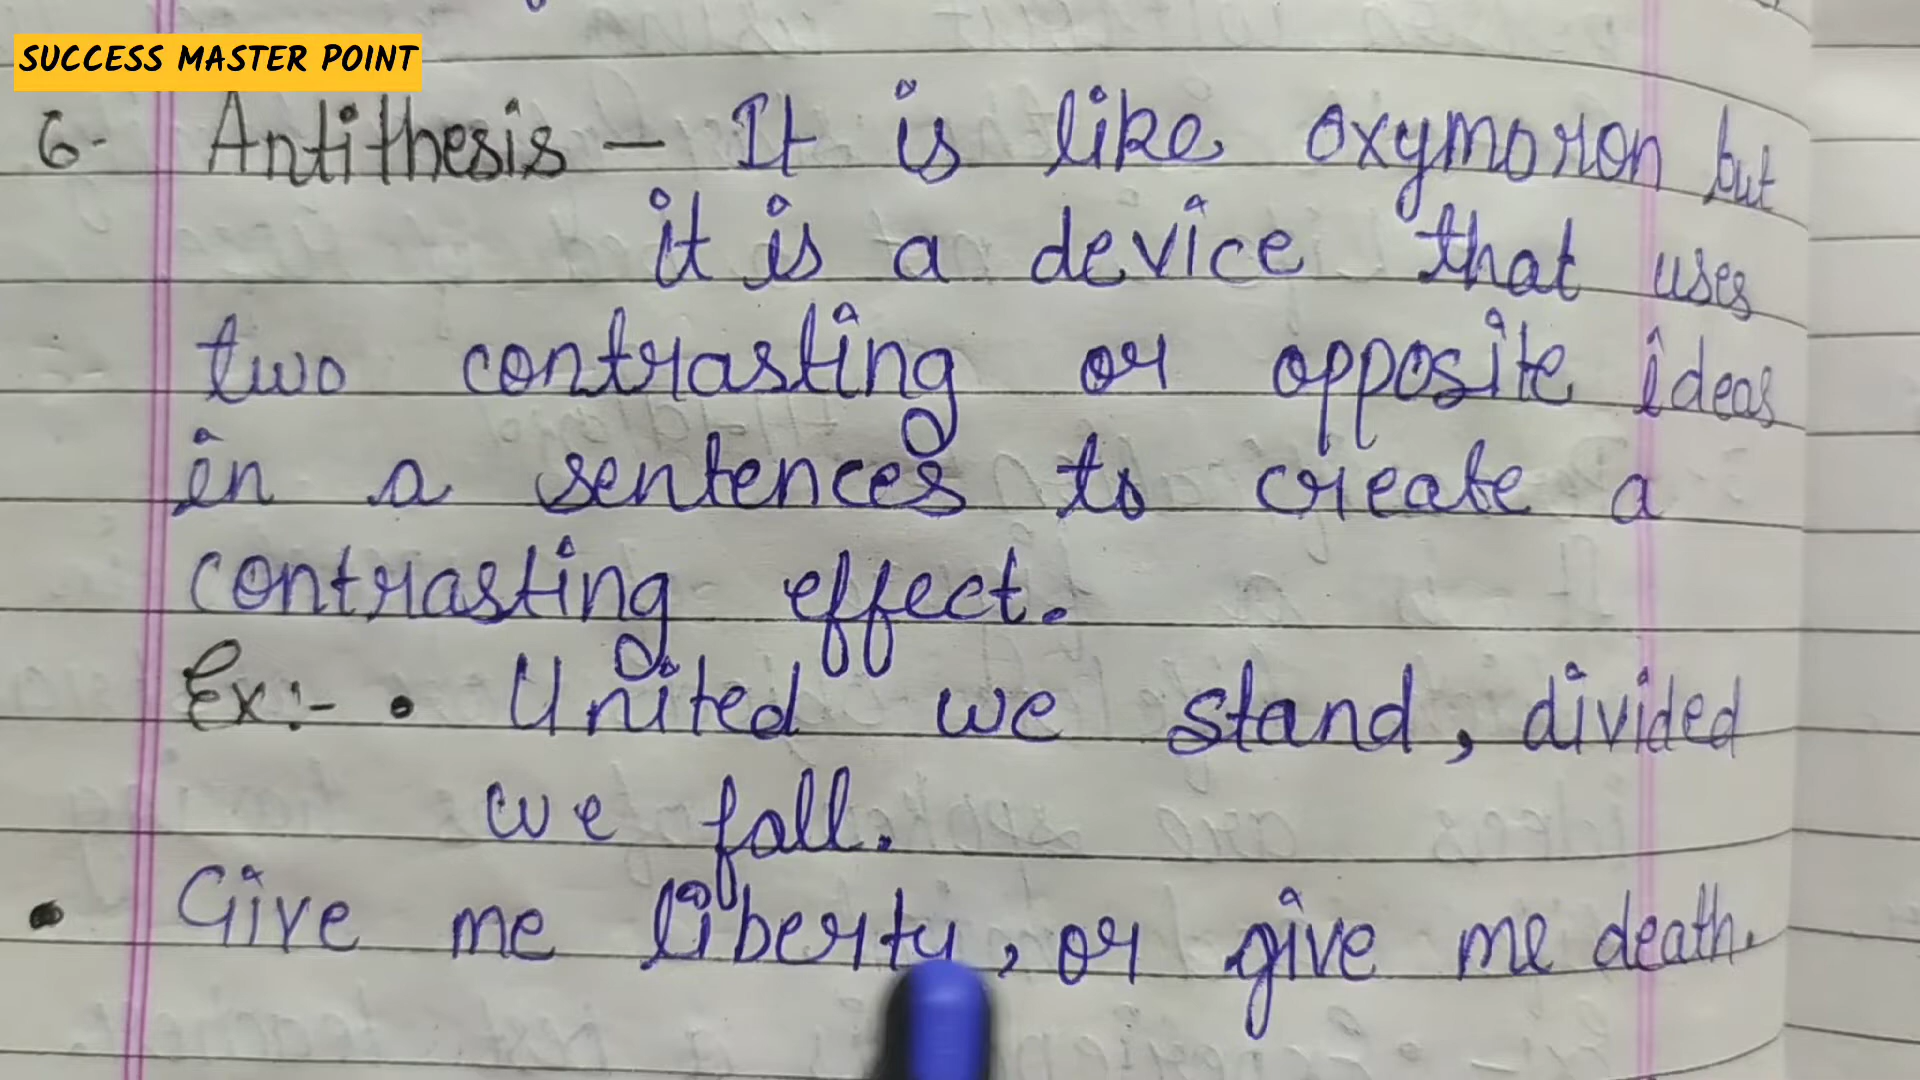 SUCCESS MASTER POINT
6- Antithesis - It is like oxymoron but
it is a device that uses
two contrasting or opposite ideas
in a sentences to create a
contrasting effect.
Ex:- • United we stand, divided
we fall.
• Give me liberty, or give me death.